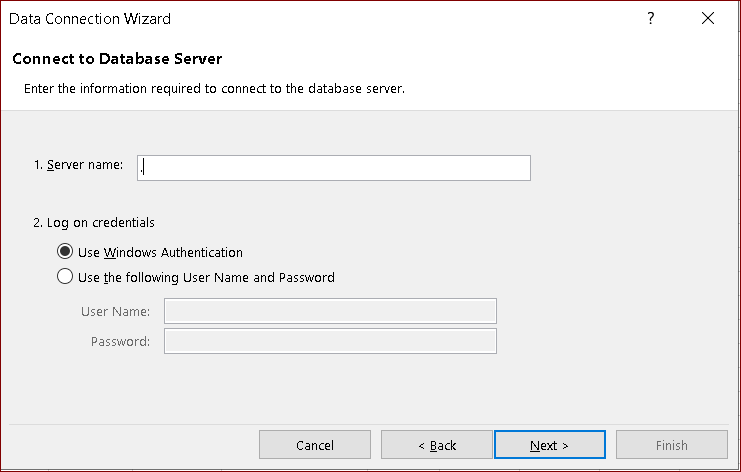 Data Connection Wizard ?
Connect to Database Server
Enter the information required to connect to the database server.
1. Server name: .
2. Log on credentials
Use Windows Authentication
Use the following User Name and Password
User Name:
Password:
Cancel < Back Next > Finish